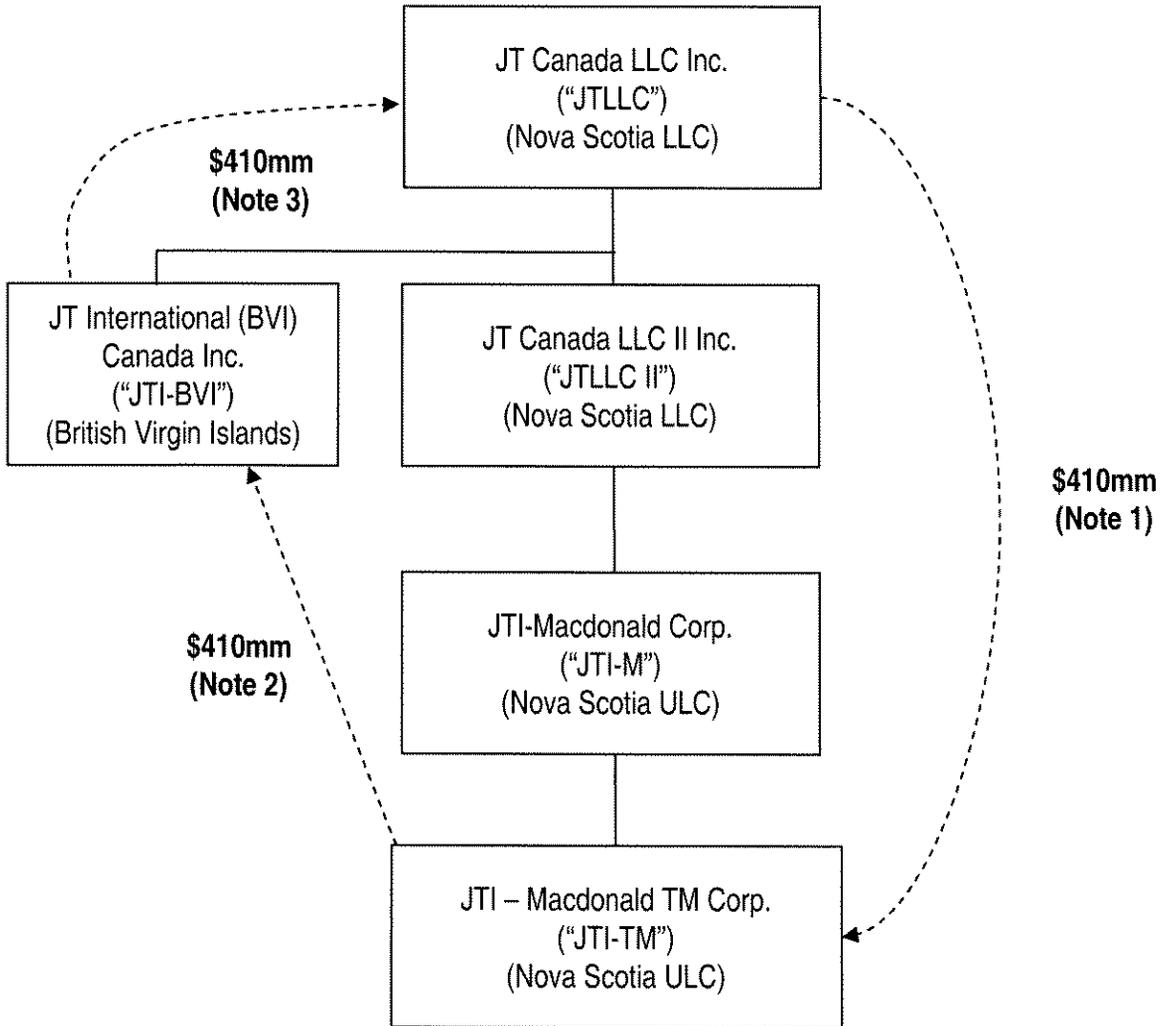 JT Canada LLC Inc.
("JTLLC")
(Nova Scotia LLC)
$410mm
(Note 3)
JT International (BVI)
Canada Inc.
("JTI-BVI")
(British Virgin Islands)
JT Canada LLC II Inc.
("JTLLC II")
(Nova Scotia LLC)
$410mm
(Note 1)
JTI-Macdonald Corp.
("JTI-M")
(Nova Scotia ULC)
$410mm
(Note 2)
JTI – Macdonald TM Corp.
("JTI-TM")
(Nova Scotia ULC)